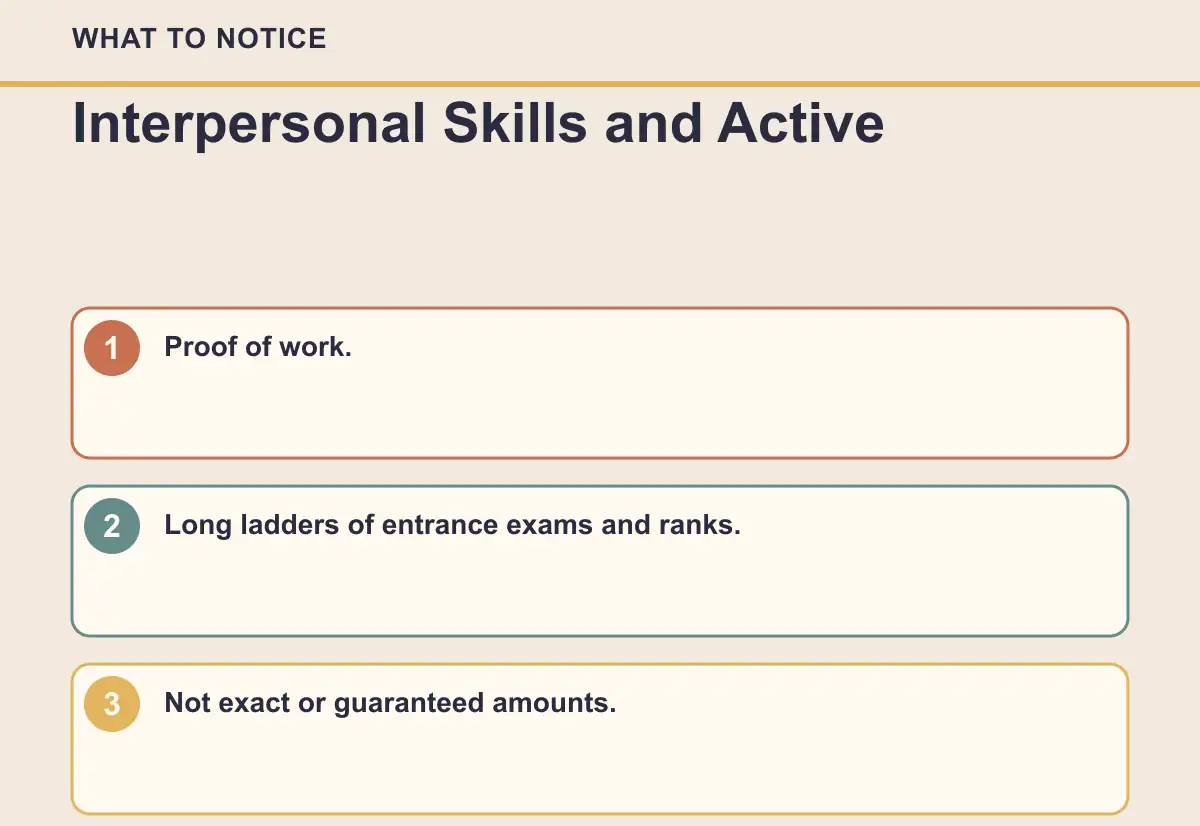 WHAT TO NOTICE
Interpersonal Skills and Active
1
Proof of work.
2
Long ladders of entrance exams and ranks.
3
Not exact or guaranteed amounts.